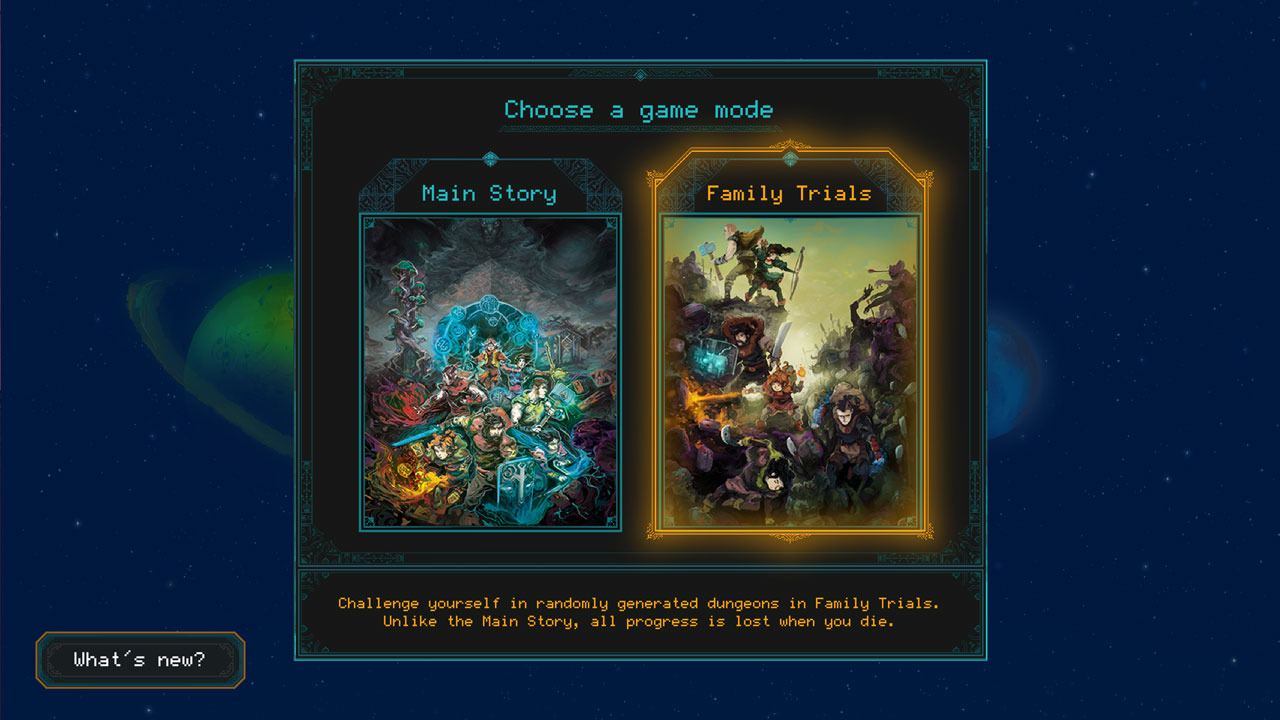 Choose a game mode
Main Story
Family Trials
Challenge yourself in randomly generated dungeons in Family Trials.
Unlike the Main Story, all progress is lost when you die.
What's new?